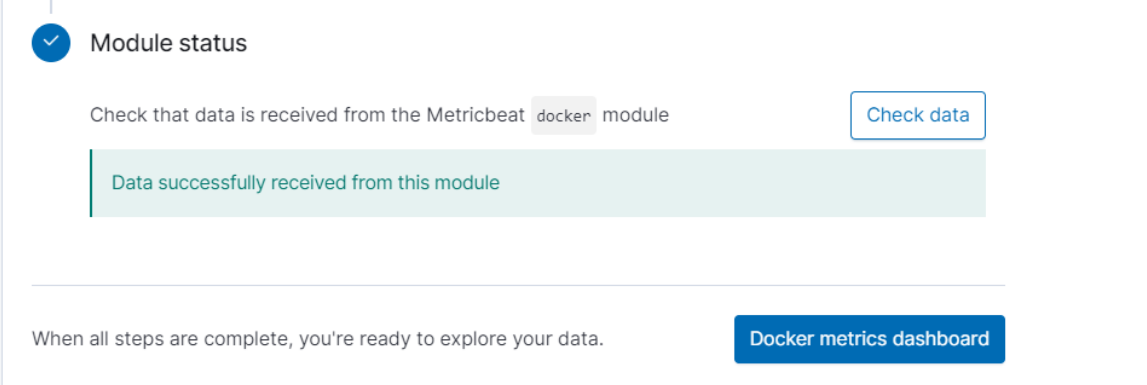 Module status
Check that data is received from the Metricbeat docker module
Check data
Data successfully received from this module
When all steps are complete, you're ready to explore your data.
Docker metrics dashboard